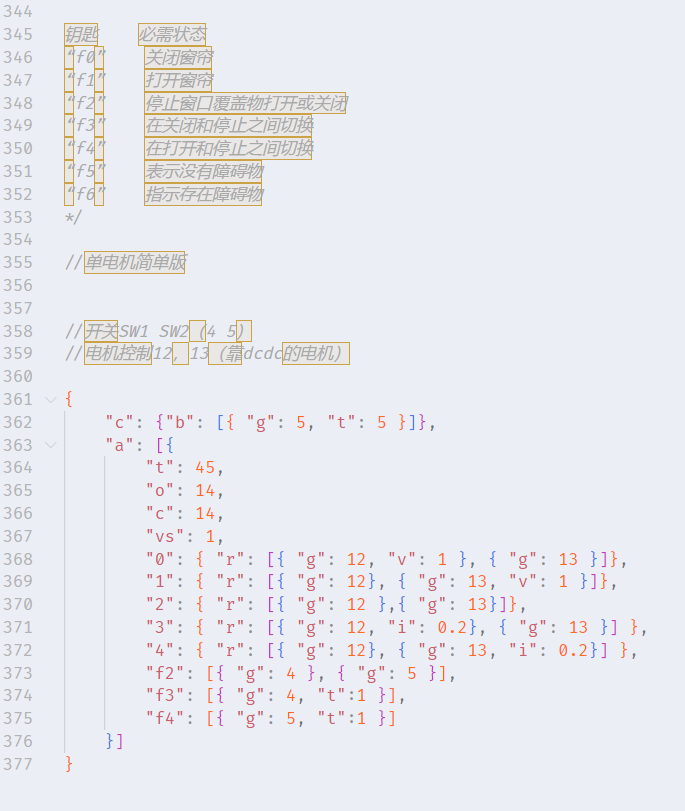 344
345 钥匙 必需状态
346 “f0” 关闭窗帘
347 “f1” 打开窗帘
348 “f2” 停止窗口覆盖物打开或关闭
349 “f3” 在关闭和停止之间切换
350 “f4” 在打开和停止之间切换
351 “f5” 表示没有障碍物
352 “f6” 指示存在障碍物
353 */
354
355 //单电机简单版
356
357
358 //开关SW1 SW2（4 5）
359 //电机控制12，13（靠dcdc的电机）
360
361 {
362 "c": {"b": [{ "g": 5, "t": 5 }]},
363 "a": [{
364 "t": 45,
365 "o": 14,
366 "c": 14,
367 "vs": 1,
368 "0": { "r": [{ "g": 12, "v": 1 }, { "g": 13 }]},
369 "1": { "r": [{ "g": 12}, { "g": 13, "v": 1 }]},
370 "2": { "r": [{ "g": 12 },{ "g": 13}]},
371 "3": { "r": [{ "g": 12, "i": 0.2}, { "g": 13 }] },
372 "4": { "r": [{ "g": 12}, { "g": 13, "i": 0.2}] },
373 "f2": [{ "g": 4 }, { "g": 5 }],
374 "f3": [{ "g": 4, "t":1 }],
375 "f4": [{ "g": 5, "t":1 }]
376 }]
377 }